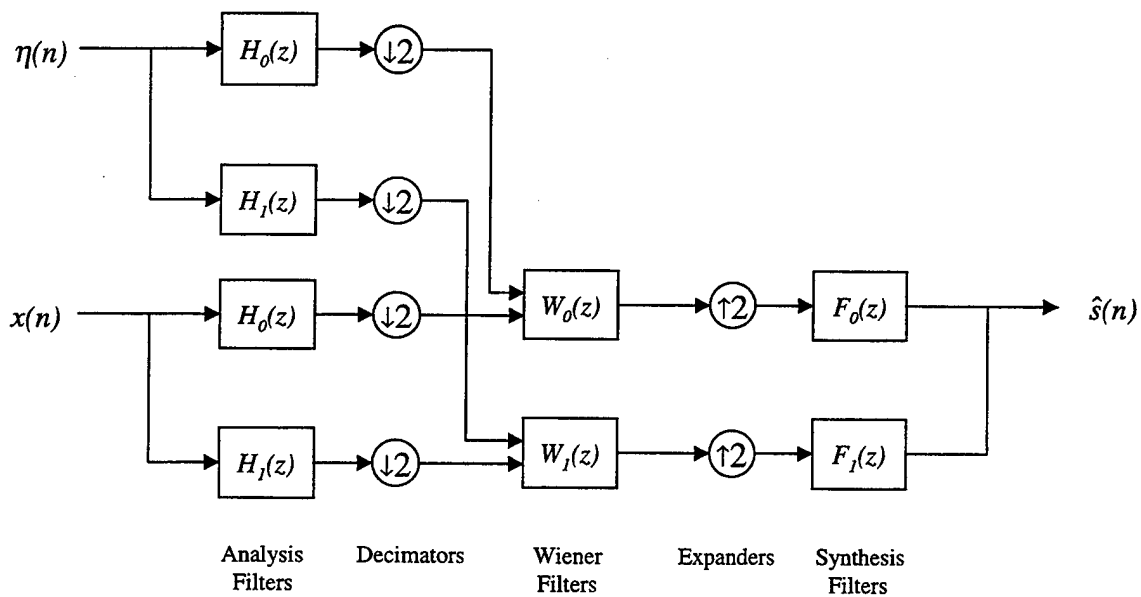 η(n) H₀(z) ↓2
H₁(z) ↓2
x(n) H₀(z) ↓2 W₀(z) ↑2 F₀(z) ŝ(n)
H₁(z) ↓2 W₁(z) ↑2 F₁(z)
Analysis Filters
Decimators
Wiener Filters
Expanders
Synthesis Filters